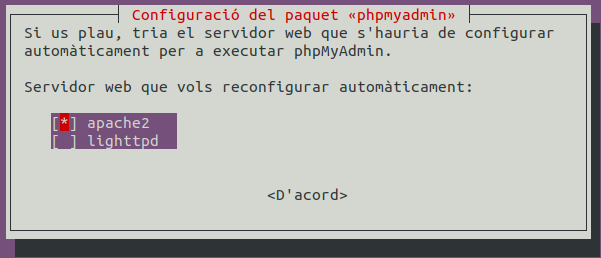 Configuració del paquet «phpmyadmin»
Si us plau, tria el servidor web que s'hauria de configurar
automàticament per a executar phpMyAdmin.
Servidor web que vols reconfigurar automàticament:
[*] apache2
[ ] lighttpd
<D'acord>